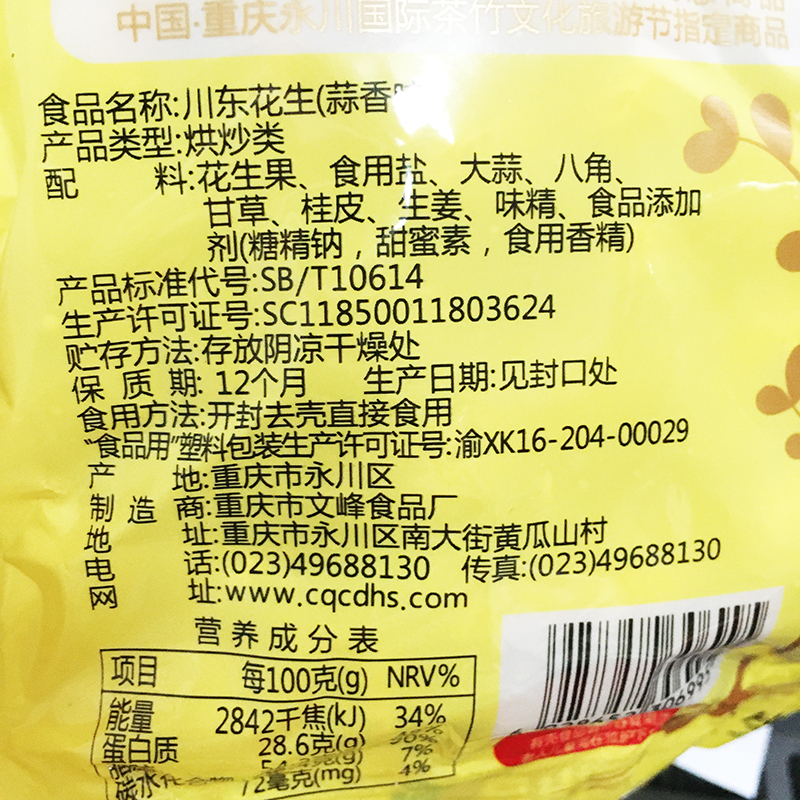 中国·重庆永川国际茶竹文化旅游节指定商品
食品名称:川东花生(蒜香
产品类型:烘炒类
配 料:花生果、食用盐、大蒜、八角、
甘草、桂皮、生姜、味精、食品添加
剂(糖精钠，甜蜜素，食用香精)
产品标准代号:SB/T10614
生产许可证号:SC11850011803624
贮存方法:存放阴凉干燥处
保 质 期: 12个月 生产日期:见封口处
食用方法:开封去壳直接食用
"食品用"塑料包装生产许可证号:渝XK16-204-00029
产 地:重庆市永川区
制 造 商:重庆市文峰食品厂
地 址:重庆市永川区南大街黄瓜山村
电 话:(023)49688130 传真:(023)49688130
网 址:www.cqcdhs.com
营养成分表
项目 每100克(g) NRV%
能量 2842千焦(kJ) 34%
蛋白质 28.6克(g)
克(g) 7%
碳水化合物 毫克(mg) 4%